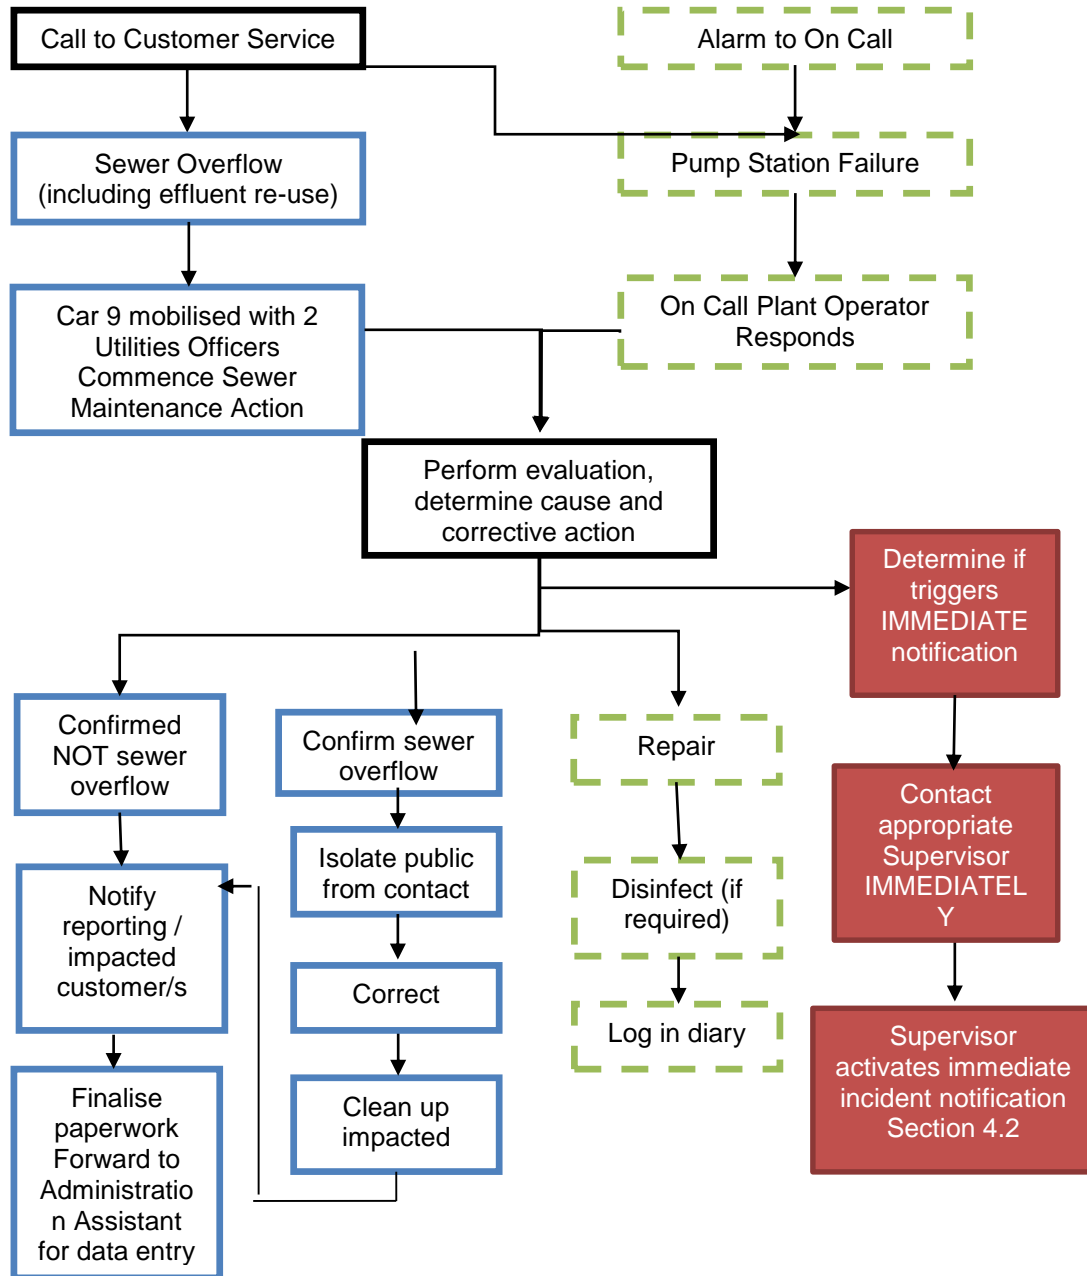 Call to Customer Service
Alarm to On Call
Sewer Overflow
(including effluent re-use)
Pump Station Failure
Car 9 mobilised with 2
Utilities Officers
Commence Sewer
Maintenance Action
On Call Plant Operator
Responds
Perform evaluation,
determine cause and
corrective action
Determine if
triggers
IMMEDIATE
notification
Confirmed
NOT sewer
overflow
Confirm sewer
overflow
Repair
Contact
appropriate
Supervisor
IMMEDIATEL
Y
Notify
reporting /
impacted
customer/s
Isolate public
from contact
Disinfect (if
required)
Correct
Log in diary
Supervisor
activates immediate
incident notification
Section 4.2
Finalise
paperwork
Forward to
Administratio
n Assistant
for data entry
Clean up
impacted